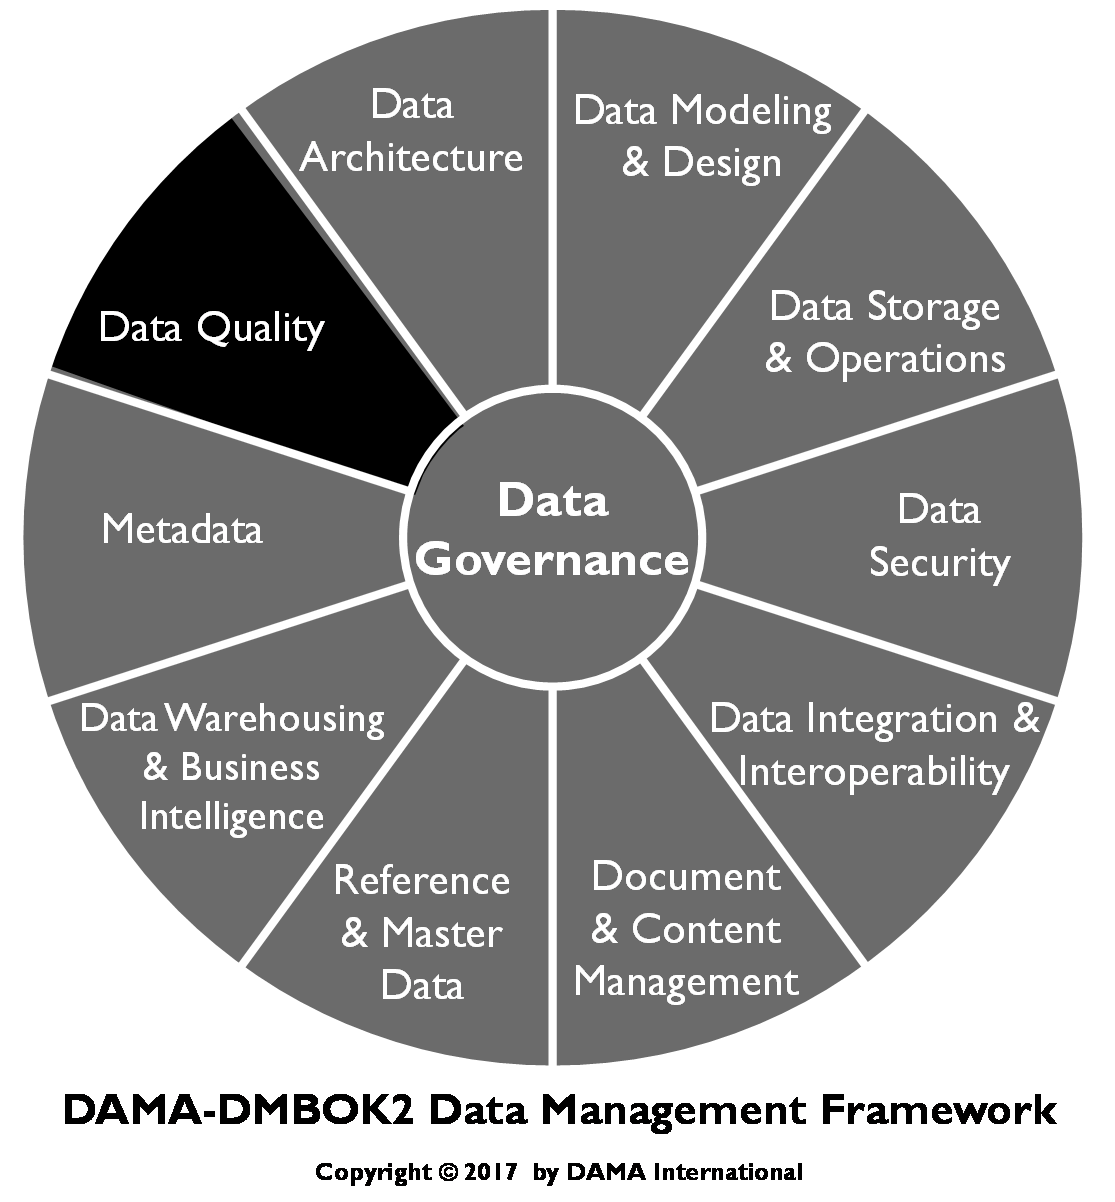 Data
Architecture
Data Modeling
& Design
Data Storage
& Operations
Data
Security
Data Integration &
Interoperability
Document
& Content
Management
Reference
& Master
Data
Data Warehousing
& Business
Intelligence
Metadata
Data Quality
Data
Governance
DAMA-DMBOK2 Data Management Framework
Copyright © 2017 by DAMA International